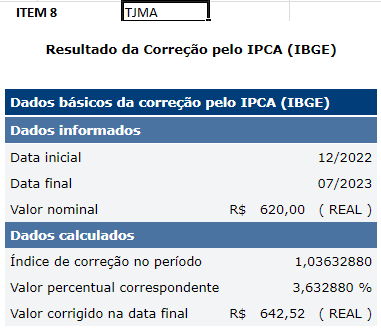 ITEM 8 TJMA
Resultado da Correção pelo IPCA (IBGE)
Dados básicos da correção pelo IPCA (IBGE)
Dados informados
Data inicial 12/2022
Data final 07/2023
Valor nominal R$ 620,00 ( REAL )
Dados calculados
Índice de correção no período 1,03632880
Valor percentual correspondente 3,632880 %
Valor corrigido na data final R$ 642,52 ( REAL )